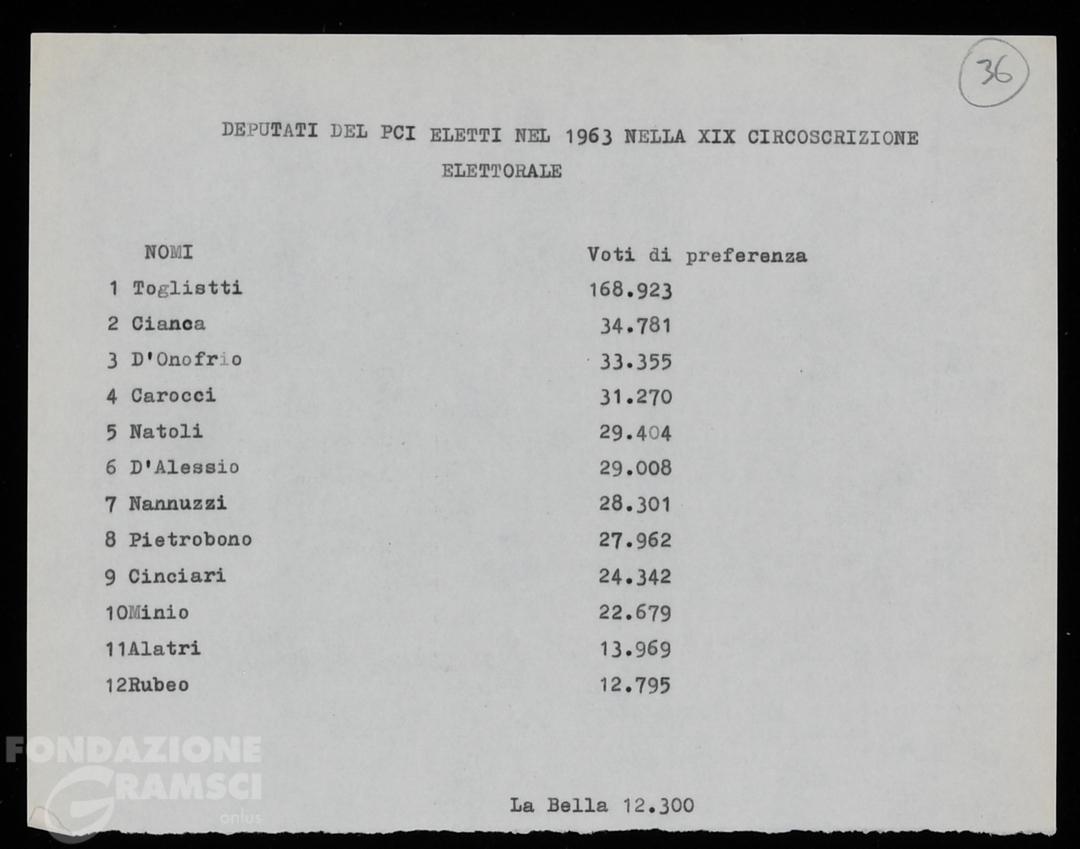 36
DEPUTATI DEL PCI ELETTI NEL 1963 NELLA XIX CIRCOSCRIZIONE
ELETTORALE
NOMI Voti di preferenza
1 Toglistti 168.923
2 Cianca 34.781
3 D'Onofrio 33.355
4 Carocci 31.270
5 Natoli 29.404
6 D'Alessio 29.008
7 Nannuzzi 28.301
8 Pietrobono 27.962
9 Cinciari 24.342
10Minio 22.679
11Alatri 13.969
12Rubeo 12.795
La Bella 12.300
FONDAZIONE
GRAMSCI
onlus